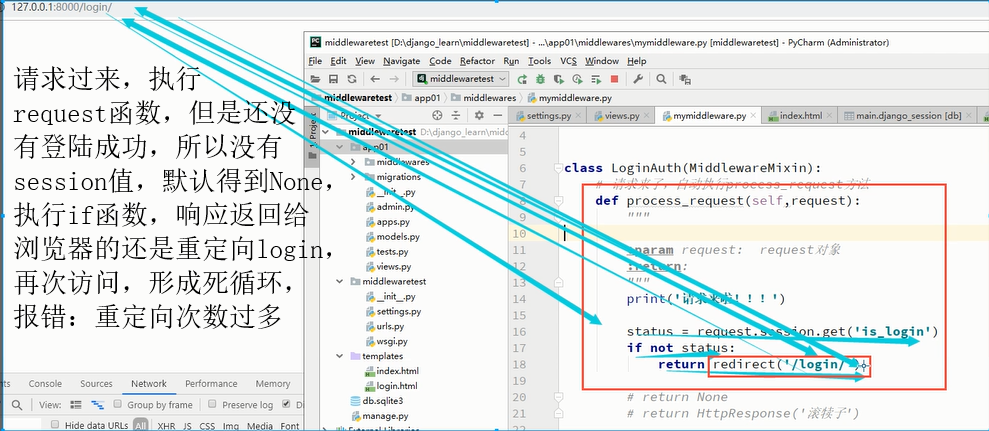 127.0.0.1:8000/login/
请求过来，执行
request函数，但是还没
有登陆成功，所以没有
session值，默认得到None，
执行if函数，响应返回给
浏览器的还是重定向login，
再次访问，形成死循环，
报错：重定向次数过多
middlewaretest [D:\django_learn\middlewaretest] - ...\app01\middlewares\mymiddleware.py [middlewaretest] - PyCharm (Administrator)
File Edit View Navigate Code Refactor Run Tools VCS Window Help
middlewaretest
middlewaretest app01 middlewares mymiddleware.py
1: Project
Project
settings.py views.py mymiddleware.py index.html main.django_session [db]
middlewaretest D:\django_learn\middl
app01
middlewares
migrations
__init__.py
admin.py
apps.py
models.py
tests.py
views.py
middlewaretest
__init__.py
settings.py
urls.py
wsgi.py
templates
index.html
login.html
db.sqlite3
manage.py
External Libraries
4
5
6 class LoginAuth(MiddlewareMixin):
7 # 请求来了，自动执行process_request方法
8 def process_request(self,request):
9 """
10
11 :param request: request对象
12 :return:
13 """
14 print('请求来啦！！！')
15
16 status = request.session.get('is_login')
17 if not status:
18 return redirect('/login/')
19
20 # return None
21 # return HttpResponse('滚犊子')
nts Console Sources Network Performance Memory
View: Group by frame Preserve log Di
Hide data URLs All XHR JS CSS Img Media Font